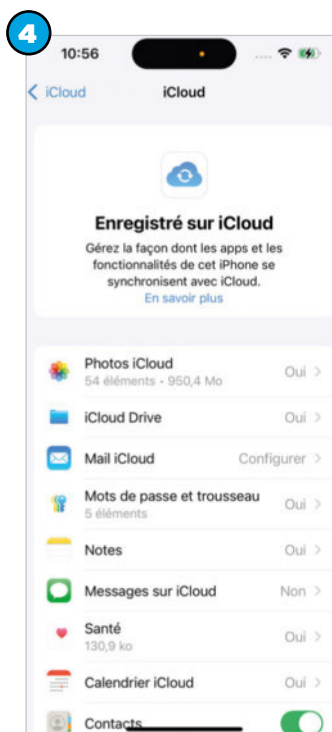 4
10:56
iCloud
iCloud
Enregistré sur iCloud
Gérez la façon dont les apps et les
fonctionnalités de cet iPhone se
synchronisent avec iCloud.
En savoir plus
Photos iCloud Oui
54 éléments • 950,4 Mo
iCloud Drive Oui
Mail iCloud Configurer
Mots de passe et trousseau Oui
5 éléments
Notes Oui
Messages sur iCloud Non
Santé Oui
130,9 ko
Calendrier iCloud Oui
Contacts